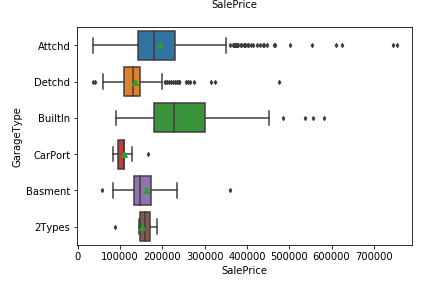 SalePrice
Attchd
Detchd
BuiltIn
CarPort
Basment
2Types
GarageType
0 100000 200000 300000 400000 500000 600000 700000
SalePrice